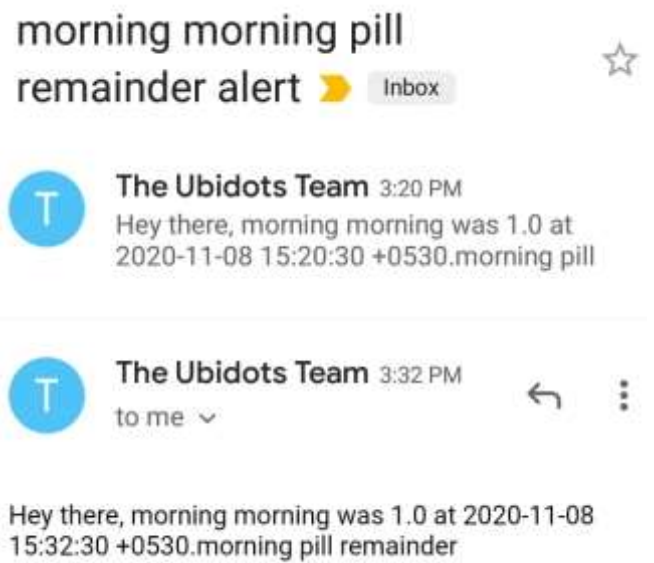 morning morning pill
remainder alert Inbox
T
The Ubidots Team 3:20 PM
Hey there, morning morning was 1.0 at
2020-11-08 15:20:30 +0530.morning pill
T
The Ubidots Team 3:32 PM
to me
Hey there, morning morning was 1.0 at 2020-11-08
15:32:30 +0530.morning pill remainder